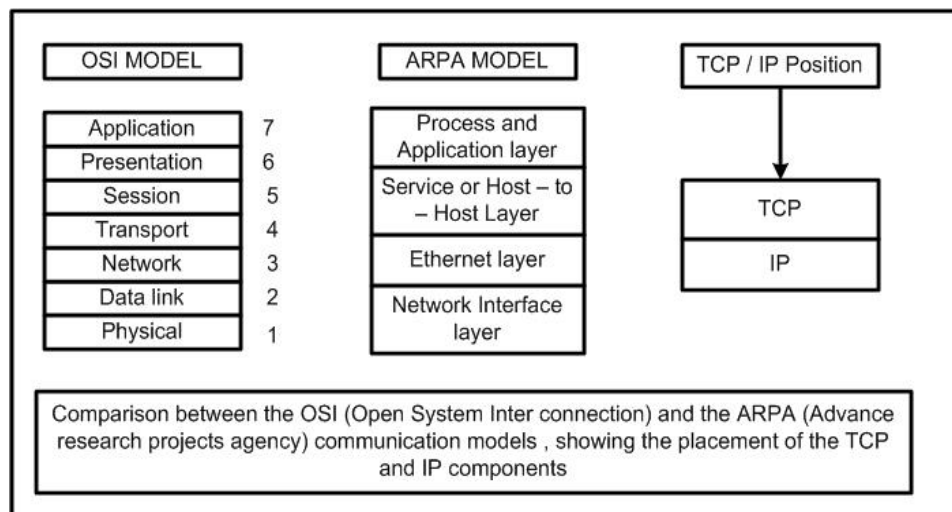 OSI MODEL
ARPA MODEL
TCP / IP Position
Application 7
Presentation 6
Session 5
Transport 4
Network 3
Data link 2
Physical 1
Process and
Application layer
Service or Host – to
– Host Layer
Ethernet layer
Network Interface
layer
TCP
IP
Comparison between the OSI (Open System Inter connection) and the ARPA (Advance
research projects agency) communication models , showing the placement of the TCP
and IP components